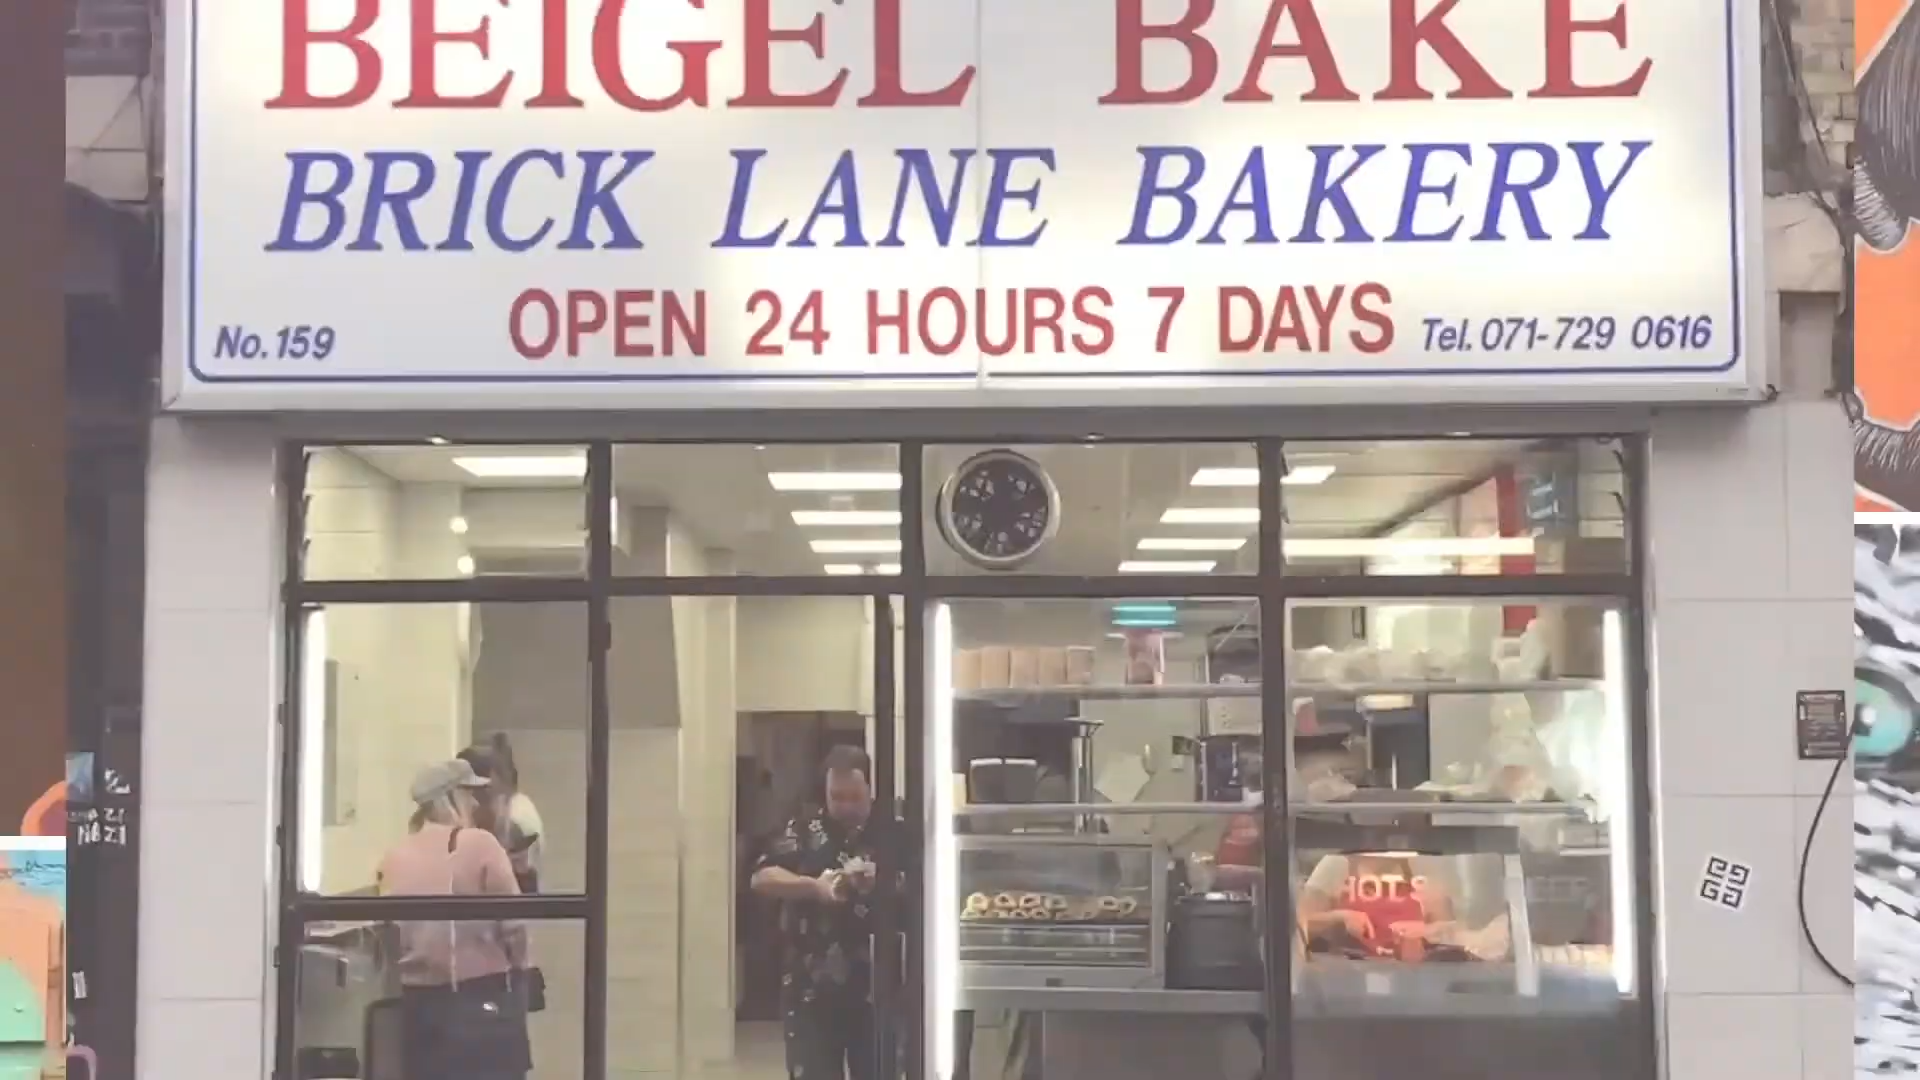 BEIGEL BAKE
BRICK LANE BAKERY
No. 159 OPEN 24 HOURS 7 DAYS Tel. 071-729 0616